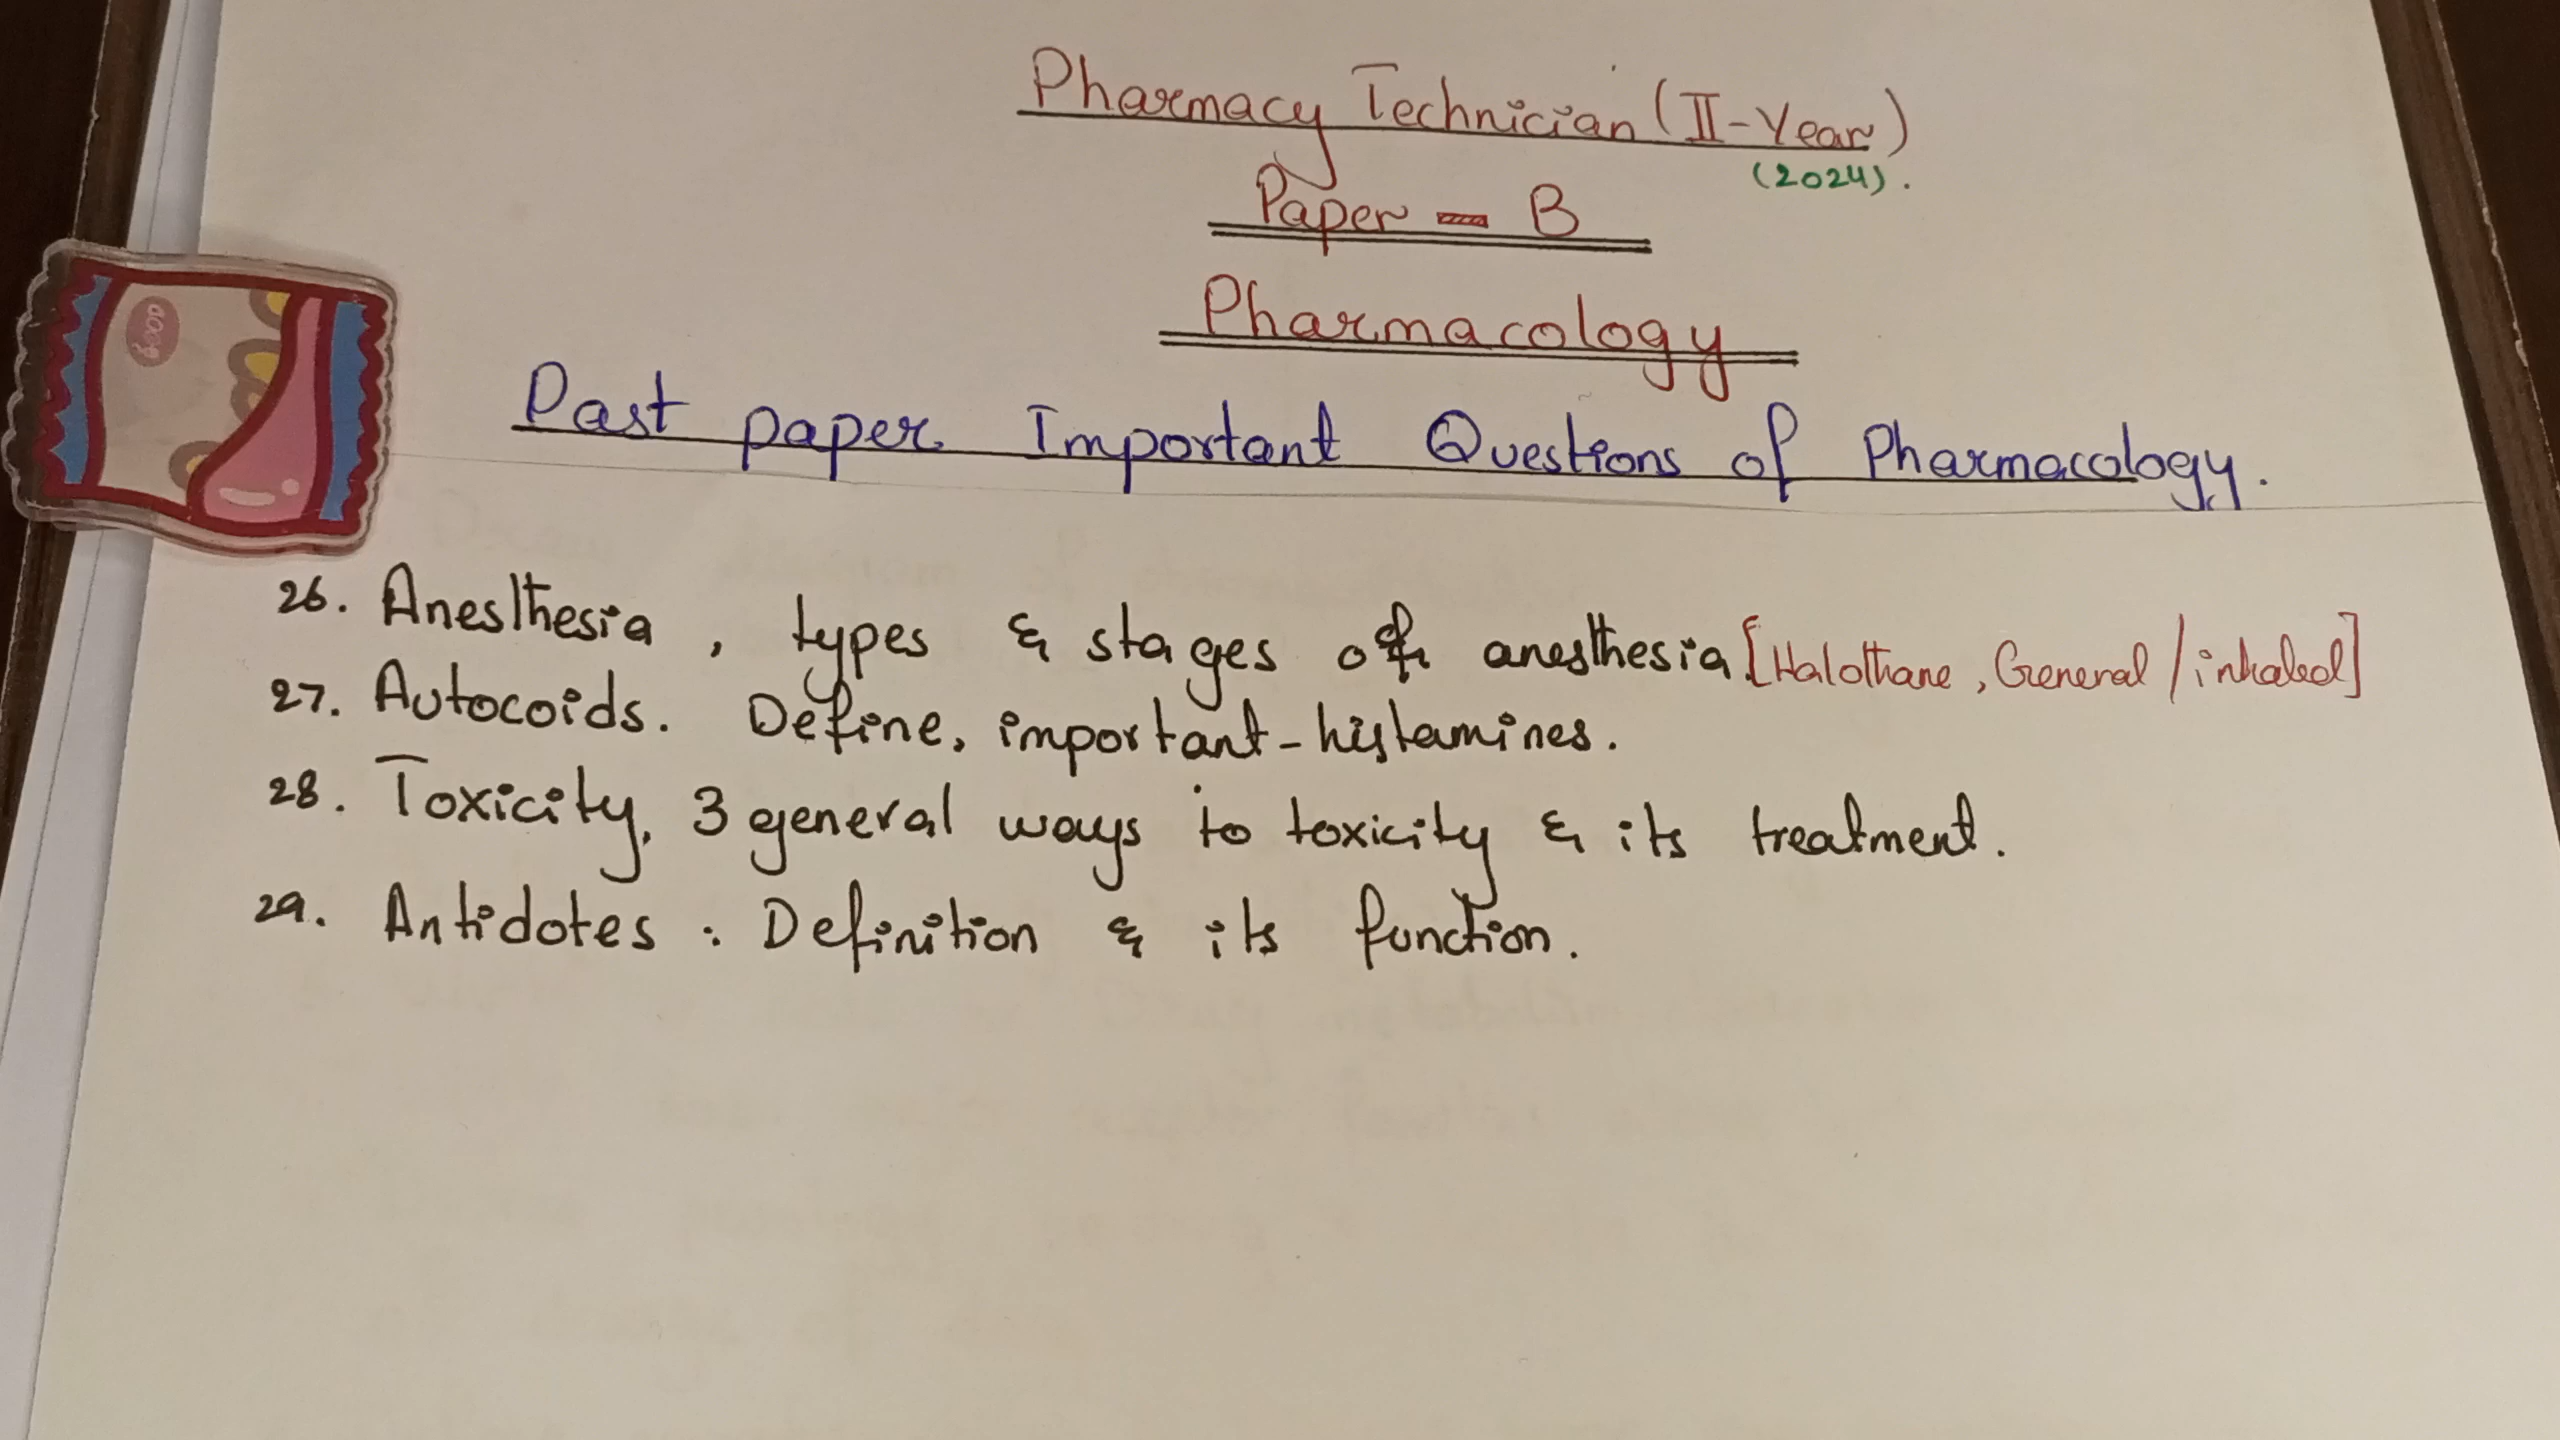 Pharmacy Technician (II-Year)
(2024).
Paper - B
Pharmacology
Past paper Important Questions of Pharmacology.
26. Anesthesia, types & stages of anesthesia [Halothane, General/inhaled]
27. Autocoids. Define, important-histamines.
28. Toxicity, 3 general ways to toxicity & its treatment.
29. Antidotes: Definition & its function.